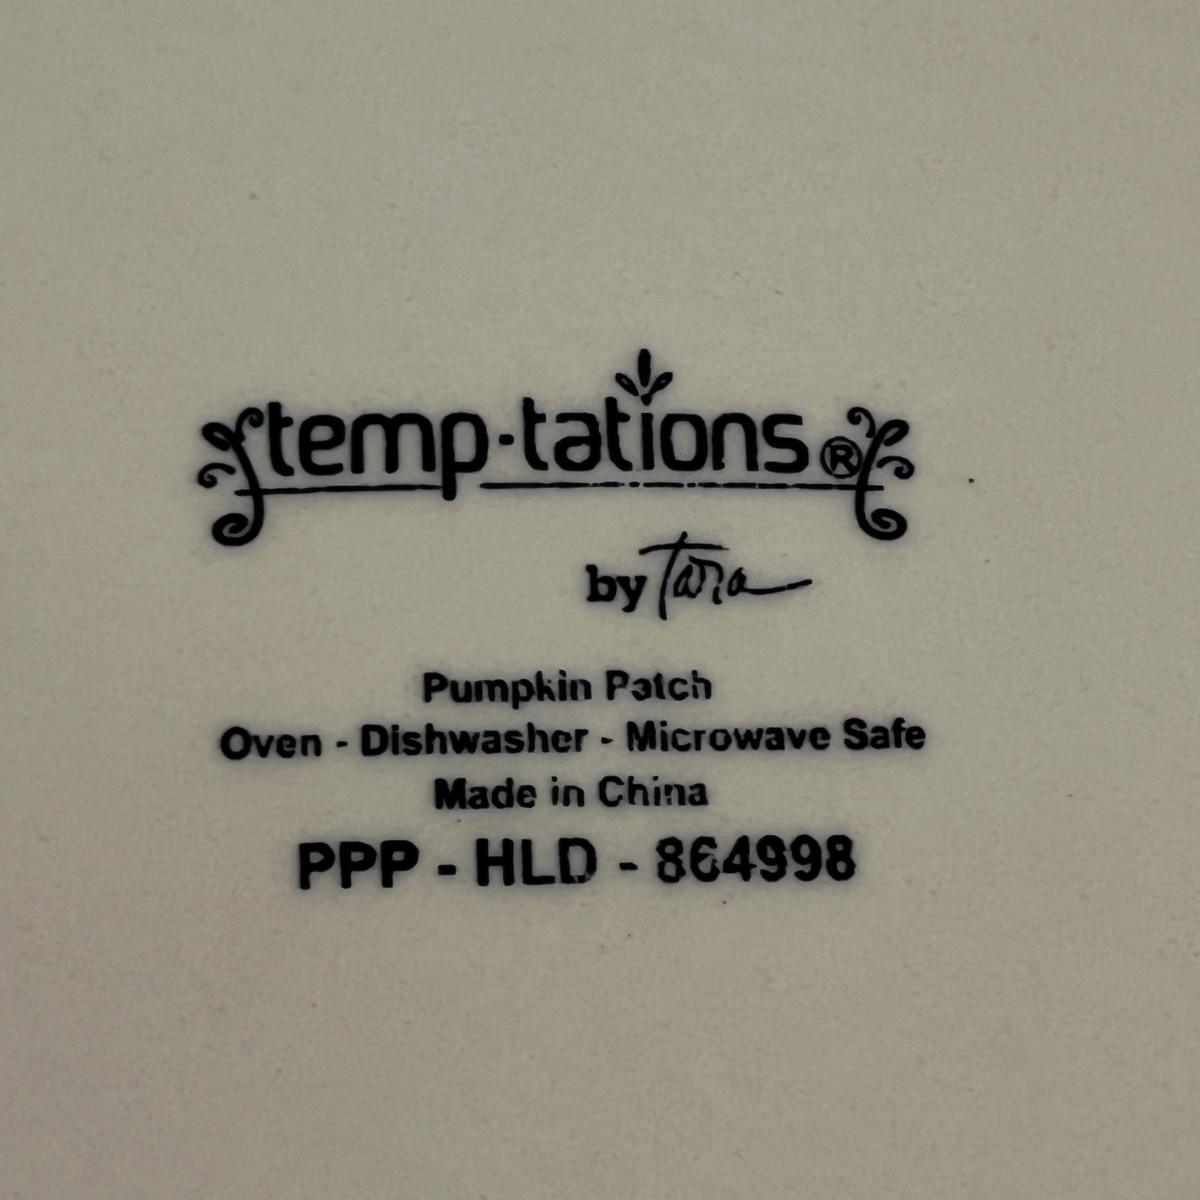 temp·tations®
by Tara
Pumpkin Patch
Oven - Dishwasher - Microwave Safe
Made in China
PPP - HLD - 864998